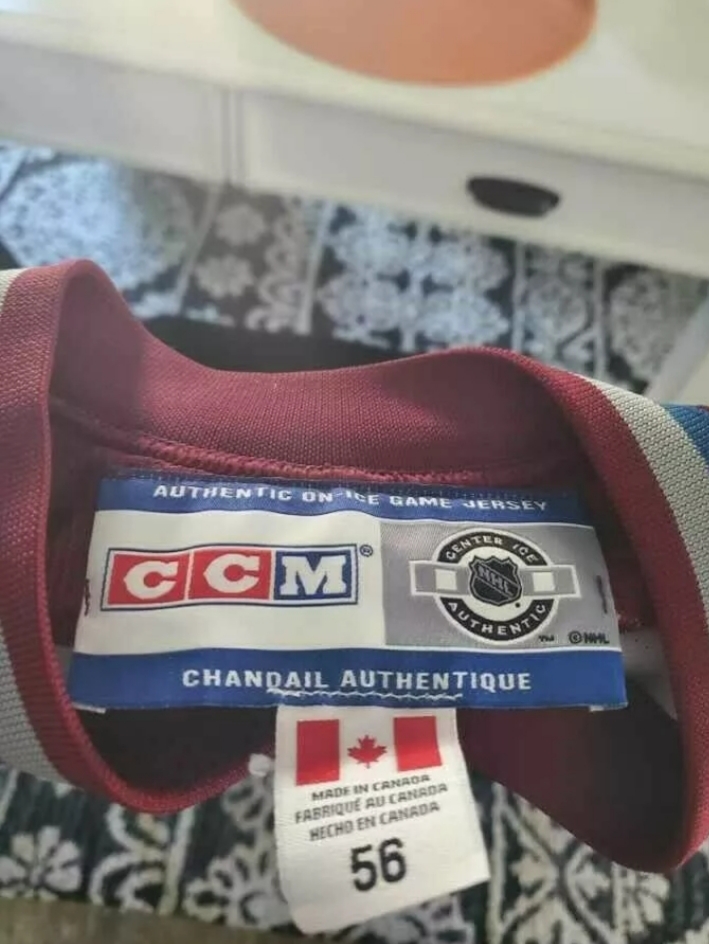 AUTHENTIC ON-ICE GAME JERSEY
CCM®
CENTER ICE
NHL
AUTHENTIC
™ ©NHL
CHANDAIL AUTHENTIQUE
MADE IN CANADA
FABRIQUÉ AU CANADA
HECHO EN CANADA
56